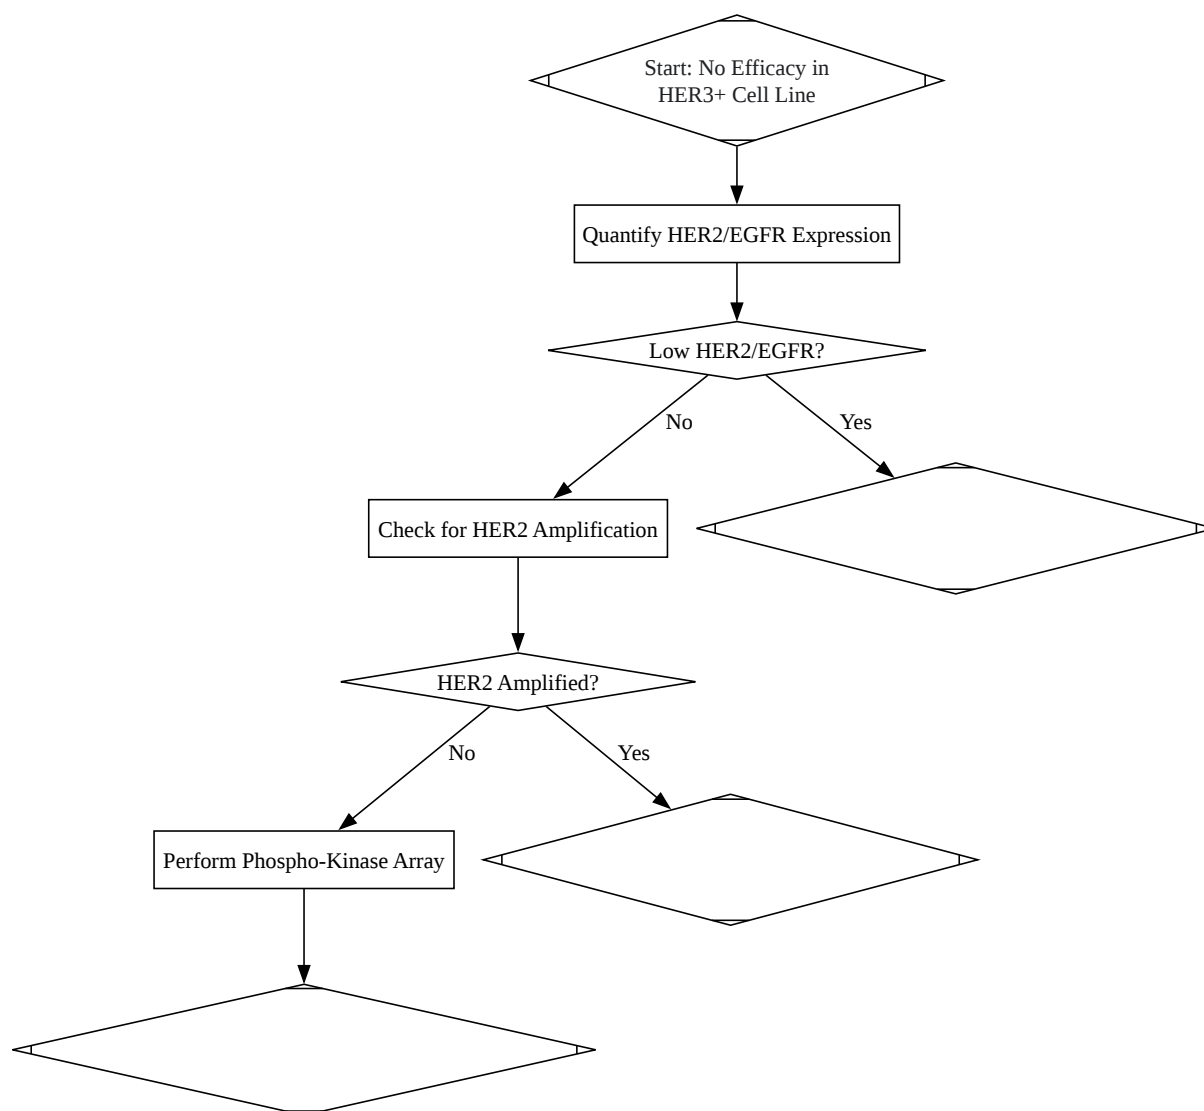 Start: No Efficacy in
HER3+ Cell Line
Quantify HER2/EGFR Expression
Low HER2/EGFR?
No
Yes
Check for HER2 Amplification
HER2 Amplified?
No
Yes
Perform Phospho-Kinase Array